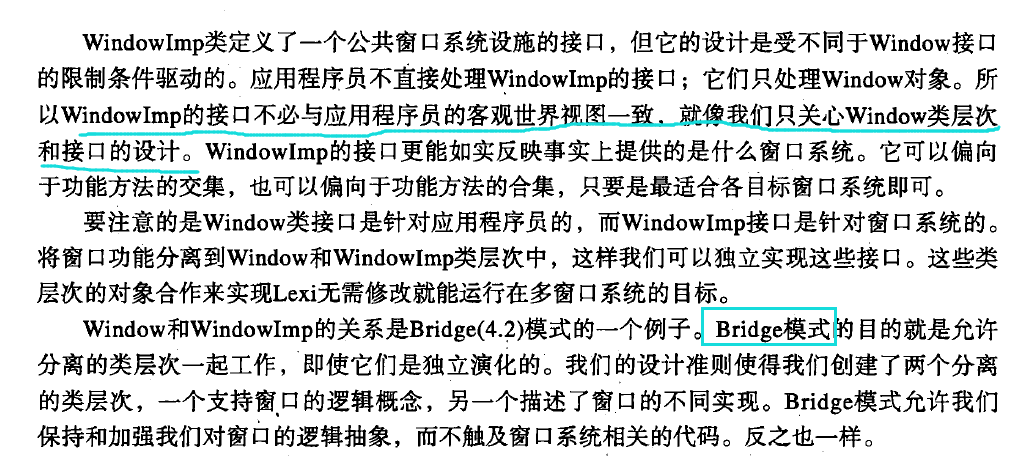 WindowImp类定义了一个公共窗口系统设施的接口，但它的设计是受不同于Window接口
的限制条件驱动的。应用程序员不直接处理WindowImp的接口；它们只处理Window对象。所
以WindowImp的接口不必与应用程序员的客观世界视图一致，就像我们只关心Window类层次
和接口的设计。WindowImp的接口更能如实反映事实上提供的是什么窗口系统。它可以偏向
于功能方法的交集，也可以偏向于功能方法的合集，只要是最适合各目标窗口系统即可。
要注意的是Window类接口是针对应用程序员的，而WindowImp接口是针对窗口系统的。
将窗口功能分离到Window和WindowImp类层次中，这样我们可以独立实现这些接口。这些类
层次的对象合作来实现Lexi无需修改就能运行在多窗口系统的目标。
Window和WindowImp的关系是Bridge(4.2)模式的一个例子。Bridge模式的目的就是允许
分离的类层次一起工作，即使它们是独立演化的。我们的设计准则使得我们创建了两个分离
的类层次，一个支持窗口的逻辑概念，另一个描述了窗口的不同实现。Bridge模式允许我们
保持和加强我们对窗口的逻辑抽象，而不触及窗口系统相关的代码。反之也一样。